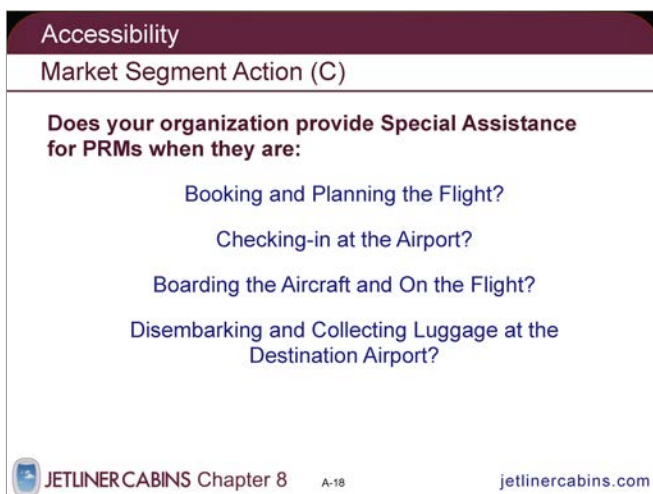 Accessibility
Market Segment Action (C)
Does your organization provide Special Assistance
for PRMs when they are:
Booking and Planning the Flight?
Checking-in at the Airport?
Boarding the Aircraft and On the Flight?
Disembarking and Collecting Luggage at the
Destination Airport?
JETLINER CABINS Chapter 8 A-18 jetlinercabins.com